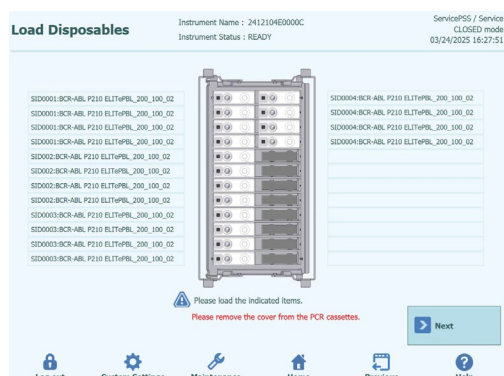 Load Disposables
Instrument Name : 2412104E0000C
Instrument Status : READY
ServicePSS / Service
CLOSED mode
03/24/2025 16:27:51
SID0001:BCR-ABL P210 ELITePBL_200_100_02
SID0001:BCR-ABL P210 ELITePBL_200_100_02
SID0001:BCR-ABL P210 ELITePBL_200_100_02
SID0001:BCR-ABL P210 ELITePBL_200_100_02
SID002:BCR-ABL P210 ELITePBL_200_100_02
SID002:BCR-ABL P210 ELITePBL_200_100_02
SID002:BCR-ABL P210 ELITePBL_200_100_02
SID002:BCR-ABL P210 ELITePBL_200_100_02
SID0003:BCR-ABL P210 ELITePBL_200_100_02
SID0003:BCR-ABL P210 ELITePBL_200_100_02
SID0003:BCR-ABL P210 ELITePBL_200_100_02
SID0003:BCR-ABL P210 ELITePBL_200_100_02
SID0004:BCR-ABL P210 ELITePBL_200_100_02
SID0004:BCR-ABL P210 ELITePBL_200_100_02
SID0004:BCR-ABL P210 ELITePBL_200_100_02
SID0004:BCR-ABL P210 ELITePBL_200_100_02
Please load the indicated items.
Please remove the cover from the PCR cassettes.
Next
Logout
System Settings
Maintenance
Home
Previous
Help